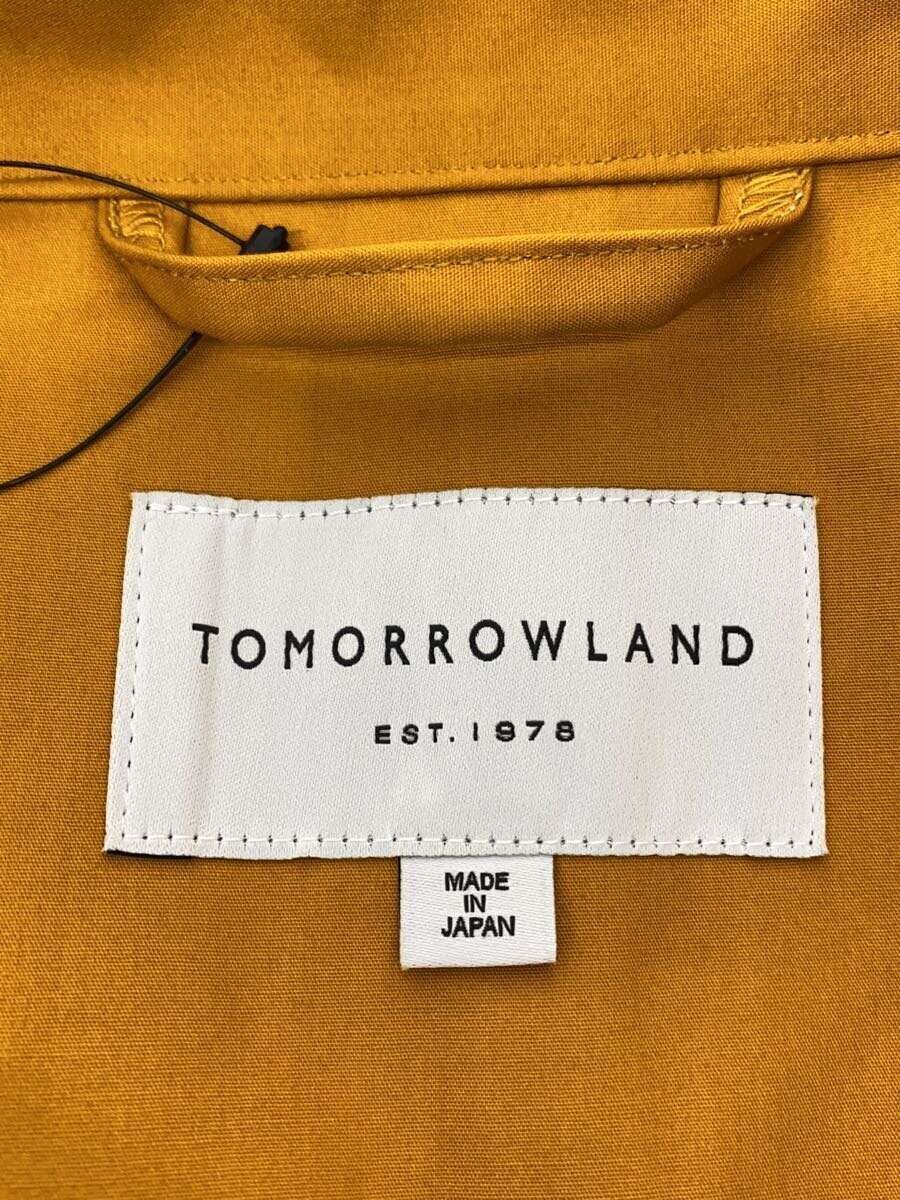 TOMORROWLAND
EST. 1978
MADE
IN
JAPAN